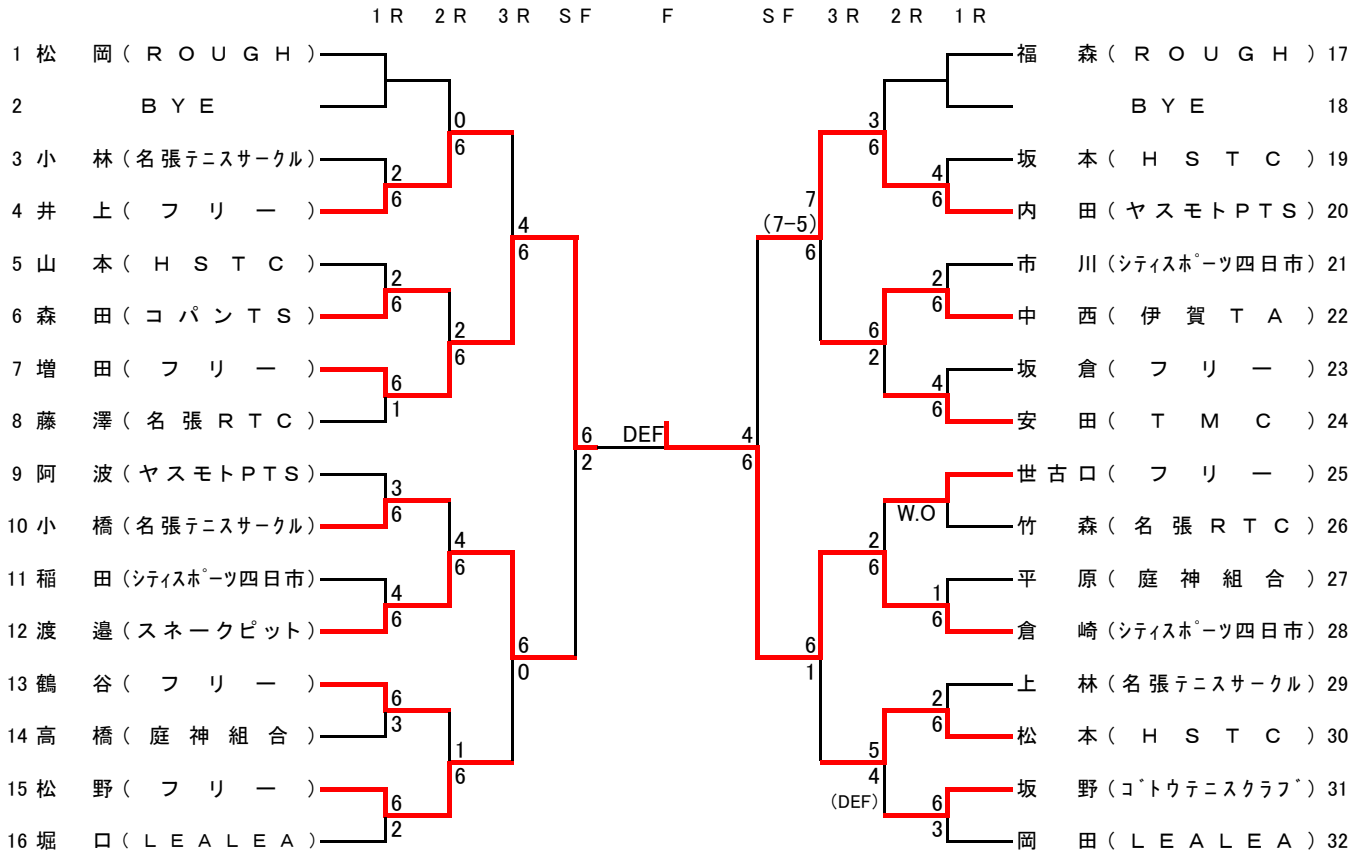 1R 2R 3R SF F SF 3R 2R 1R
1 松 岡 (ROUGH) 福 森 (ROUGH) 17
2 BYE BYE 18
0 3
6 6
3 小 林 (名張テニスサークル) 坂 本 (HSTC) 19
2 4
6 6
4 井 上 (フリー) 内 田 (ヤスモトPTS) 20
4 7
(7-5)
6 6
5 山 本 (HSTC) 市 川 (シティスポーツ四日市) 21
2 2
6 6
6 森 田 (コパンTS) 中 西 (伊賀TA) 22
2 6
6 2
7 増 田 (フリー) 坂 倉 (フリー) 23
6 4
1 6
8 藤 澤 (名張RTC) 安 田 (TMC) 24
6 DEF 4
2 6
9 阿 波 (ヤスモトPTS) 世古口 (フリー) 25
3
6 W.O
10 小 橋 (名張テニスサークル) 竹 森 (名張RTC) 26
4 2
6 6
11 稲 田 (シティスポーツ四日市) 平 原 (庭神組合) 27
4 1
6 6
12 渡 邉 (スネークピット) 倉 崎 (シティスポーツ四日市) 28
6 6
0 1
13 鶴 谷 (フリー) 上 林 (名張テニスサークル) 29
6 2
3 6
14 高 橋 (庭神組合) 松 本 (HSTC) 30
1 5
6 4
(DEF)
15 松 野 (フリー) 坂 野 (ゴトウテニスクラブ) 31
6 6
2 3
16 堀 口 (LEALEA) 岡 田 (LEALEA) 32